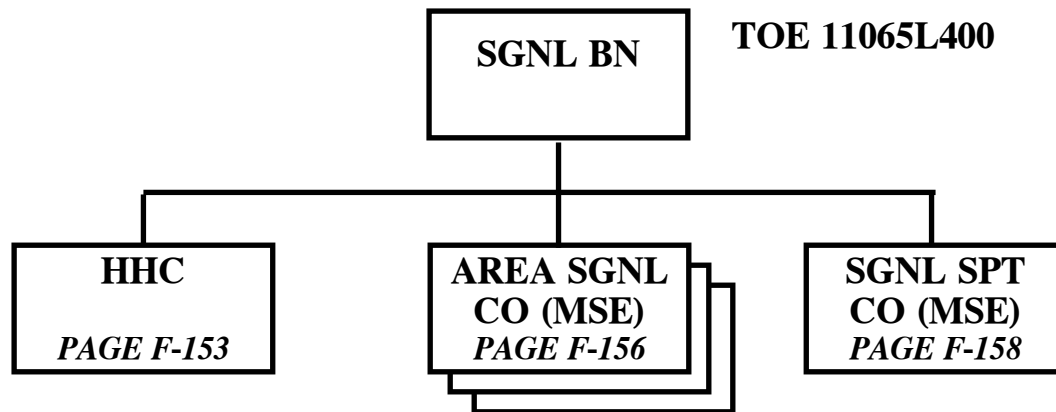 SGNL BN
TOE 11065L400
HHC
PAGE F-153
AREA SGNL
CO (MSE)
PAGE F-156
SGNL SPT
CO (MSE)
PAGE F-158